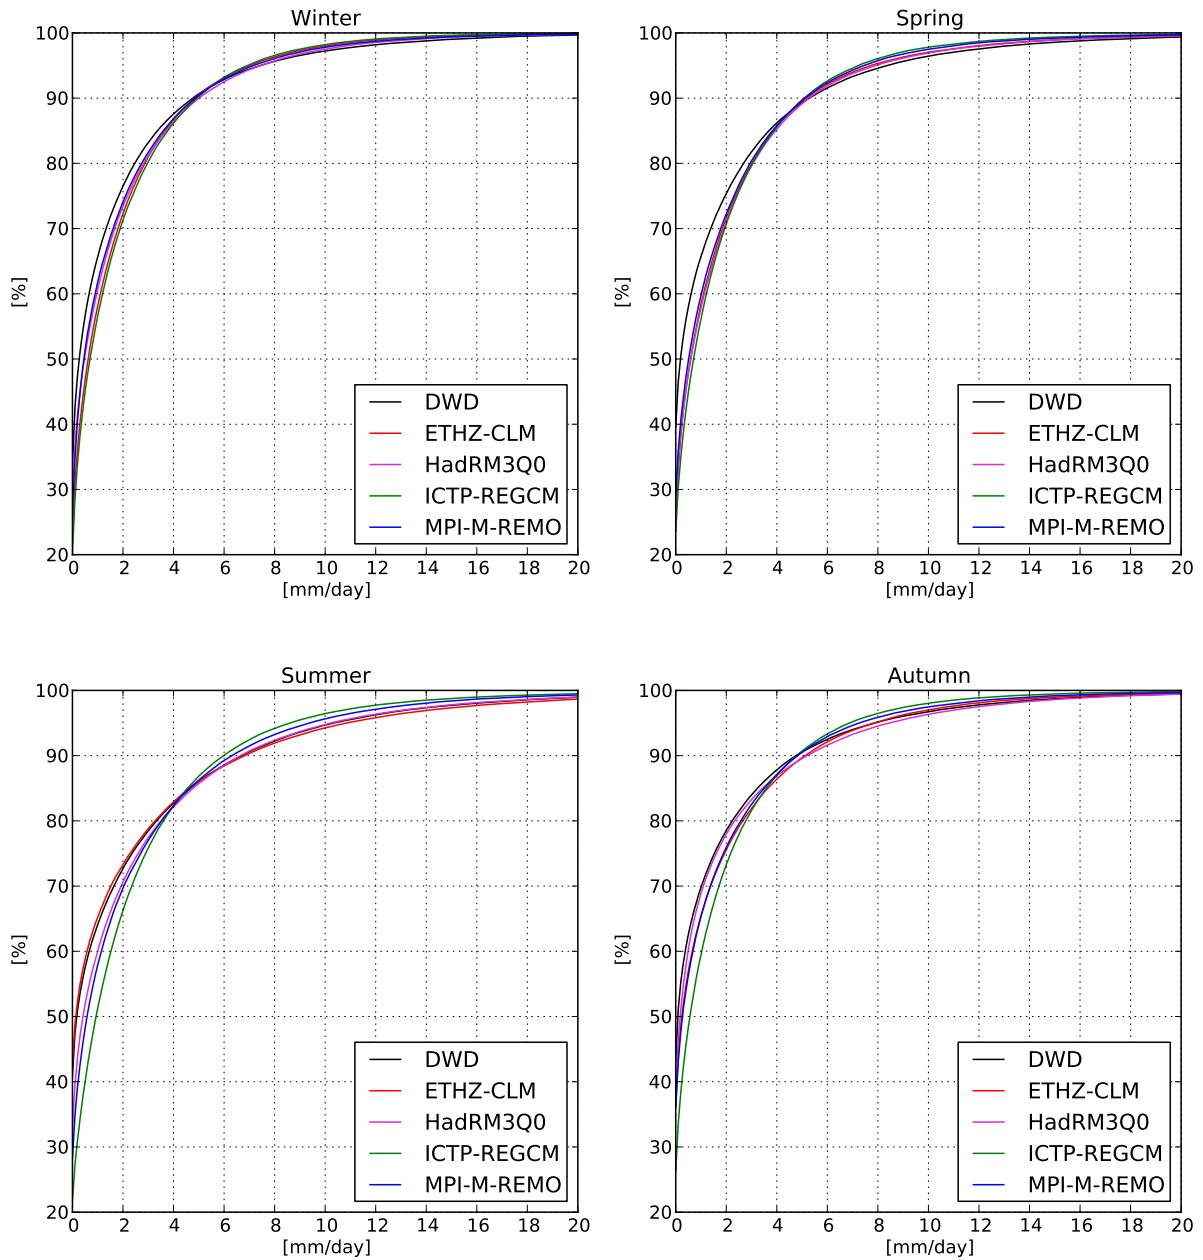 Winter
100
90
80
70
60
50
40
30
20
[%]
0 2 4 6 8 10 12 14 16 18 20
[mm/day]
DWD
ETHZ-CLM
HadRM3Q0
ICTP-REGCM
MPI-M-REMO
Spring
100
90
80
70
60
50
40
30
20
[%]
0 2 4 6 8 10 12 14 16 18 20
[mm/day]
DWD
ETHZ-CLM
HadRM3Q0
ICTP-REGCM
MPI-M-REMO
Summer
100
90
80
70
60
50
40
30
20
[%]
0 2 4 6 8 10 12 14 16 18 20
[mm/day]
DWD
ETHZ-CLM
HadRM3Q0
ICTP-REGCM
MPI-M-REMO
Autumn
100
90
80
70
60
50
40
30
20
[%]
0 2 4 6 8 10 12 14 16 18 20
[mm/day]
DWD
ETHZ-CLM
HadRM3Q0
ICTP-REGCM
MPI-M-REMO